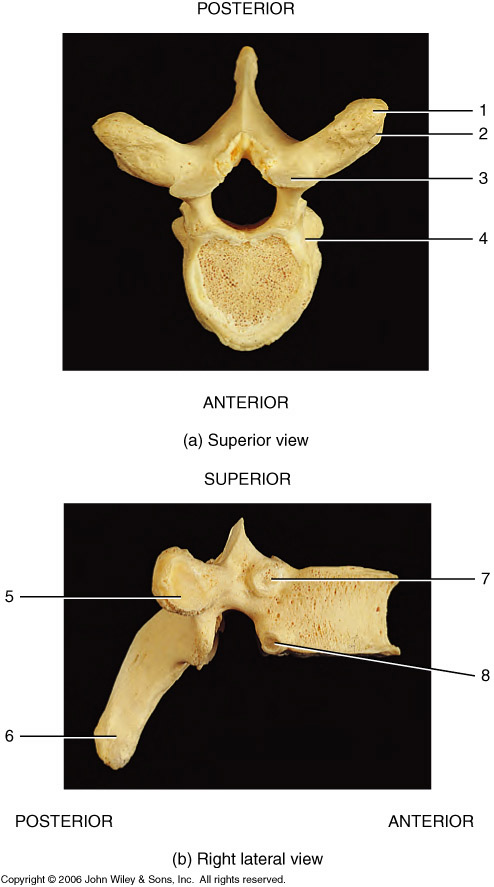 POSTERIOR
1
2
3
4
ANTERIOR
(a) Superior view
SUPERIOR
5
7
8
6
POSTERIOR ANTERIOR
(b) Right lateral view
Copyright © 2006 John Wiley & Sons, Inc. All rights reserved.